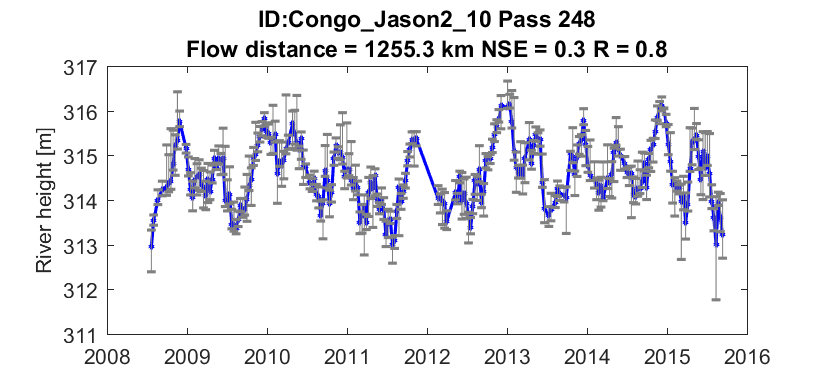 ID:Congo_Jason2_10 Pass 248
Flow distance = 1255.3 km NSE = 0.3 R = 0.8
317
316
315
314
313
312
311
River height [m]
2008 2009 2010 2011 2012 2013 2014 2015 2016